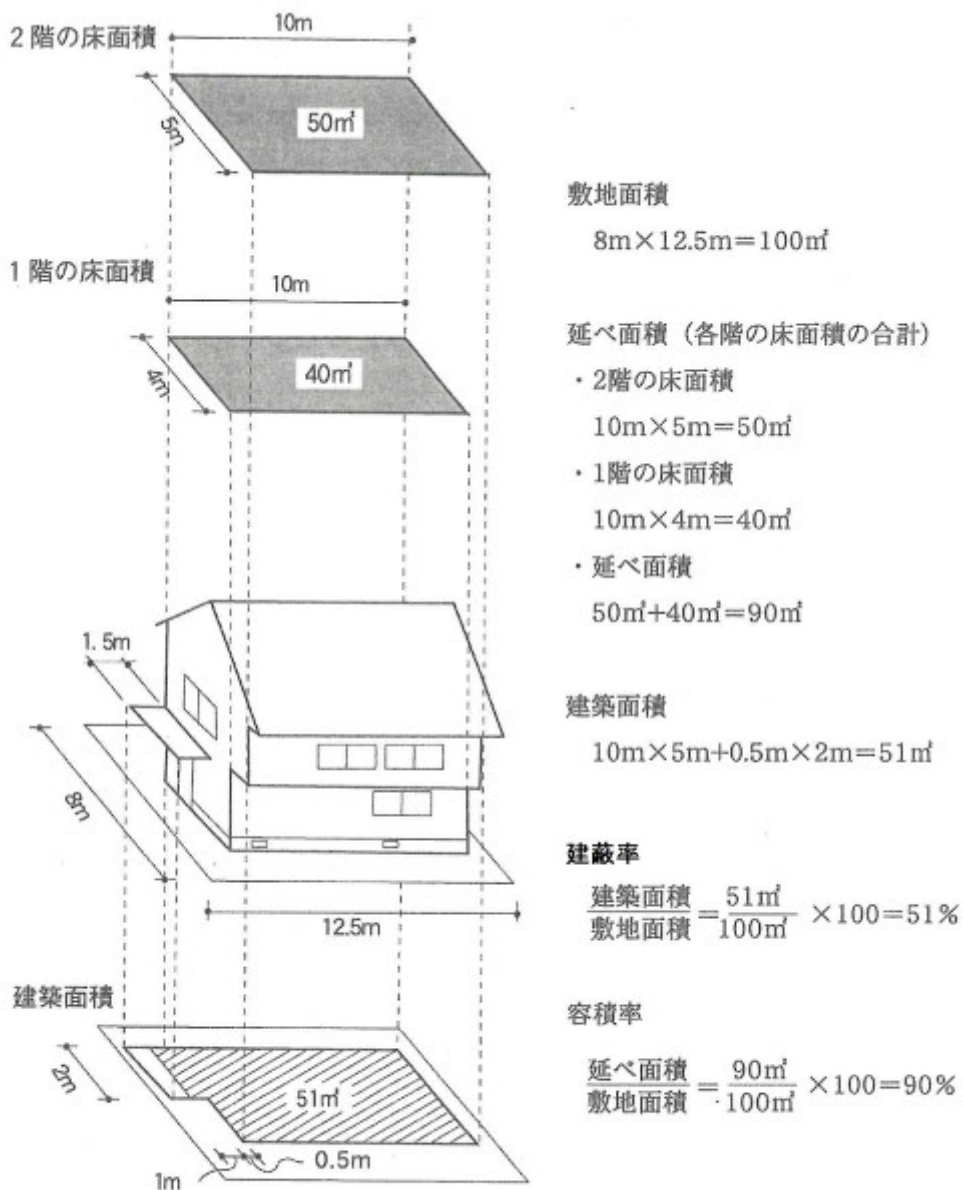 2階の床面積
10m
5m
50㎡
1階の床面積
10m
4m
40㎡
1.5m
8m
12.5m
建築面積
2m
51㎡
1m
0.5m
敷地面積
8m×12.5m=100㎡
延べ面積(各階の床面積の合計)
・2階の床面積
10m×5m=50㎡
・1階の床面積
10m×4m=40㎡
・延べ面積
50㎡+40㎡=90㎡
建築面積
10m×5m+0.5m×2m=51㎡
建蔽率
建築面積/敷地面積=51㎡/100㎡×100=51%
容積率
延べ面積/敷地面積=90㎡/100㎡×100=90%